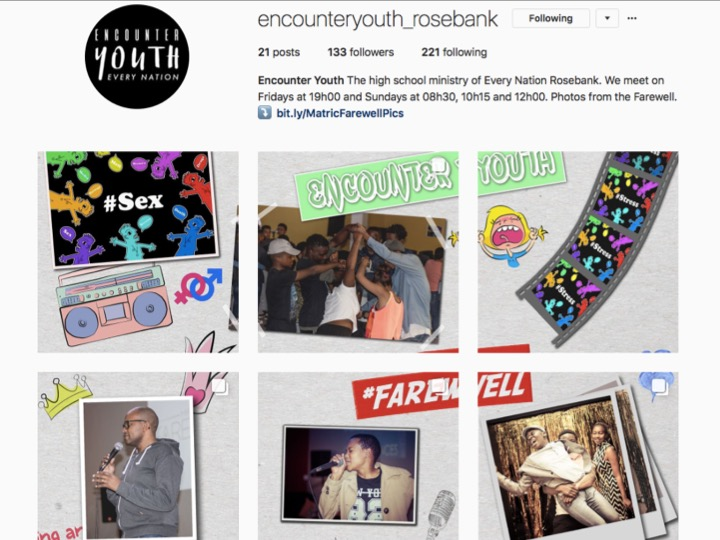 ENCOUNTER
YOUTH
EVERY NATION
encounteryouth_rosebank
Following
21 posts 133 followers 221 following
Encounter Youth The high school ministry of Every Nation Rosebank. We meet on
Fridays at 19h00 and Sundays at 08h30, 10h15 and 12h00. Photos from the Farewell.
bit.ly/MatricFarewellPics
#Sex
ENCOUNTER YOUTH
#Stress
#Stress
#Stress
#FAREWELL